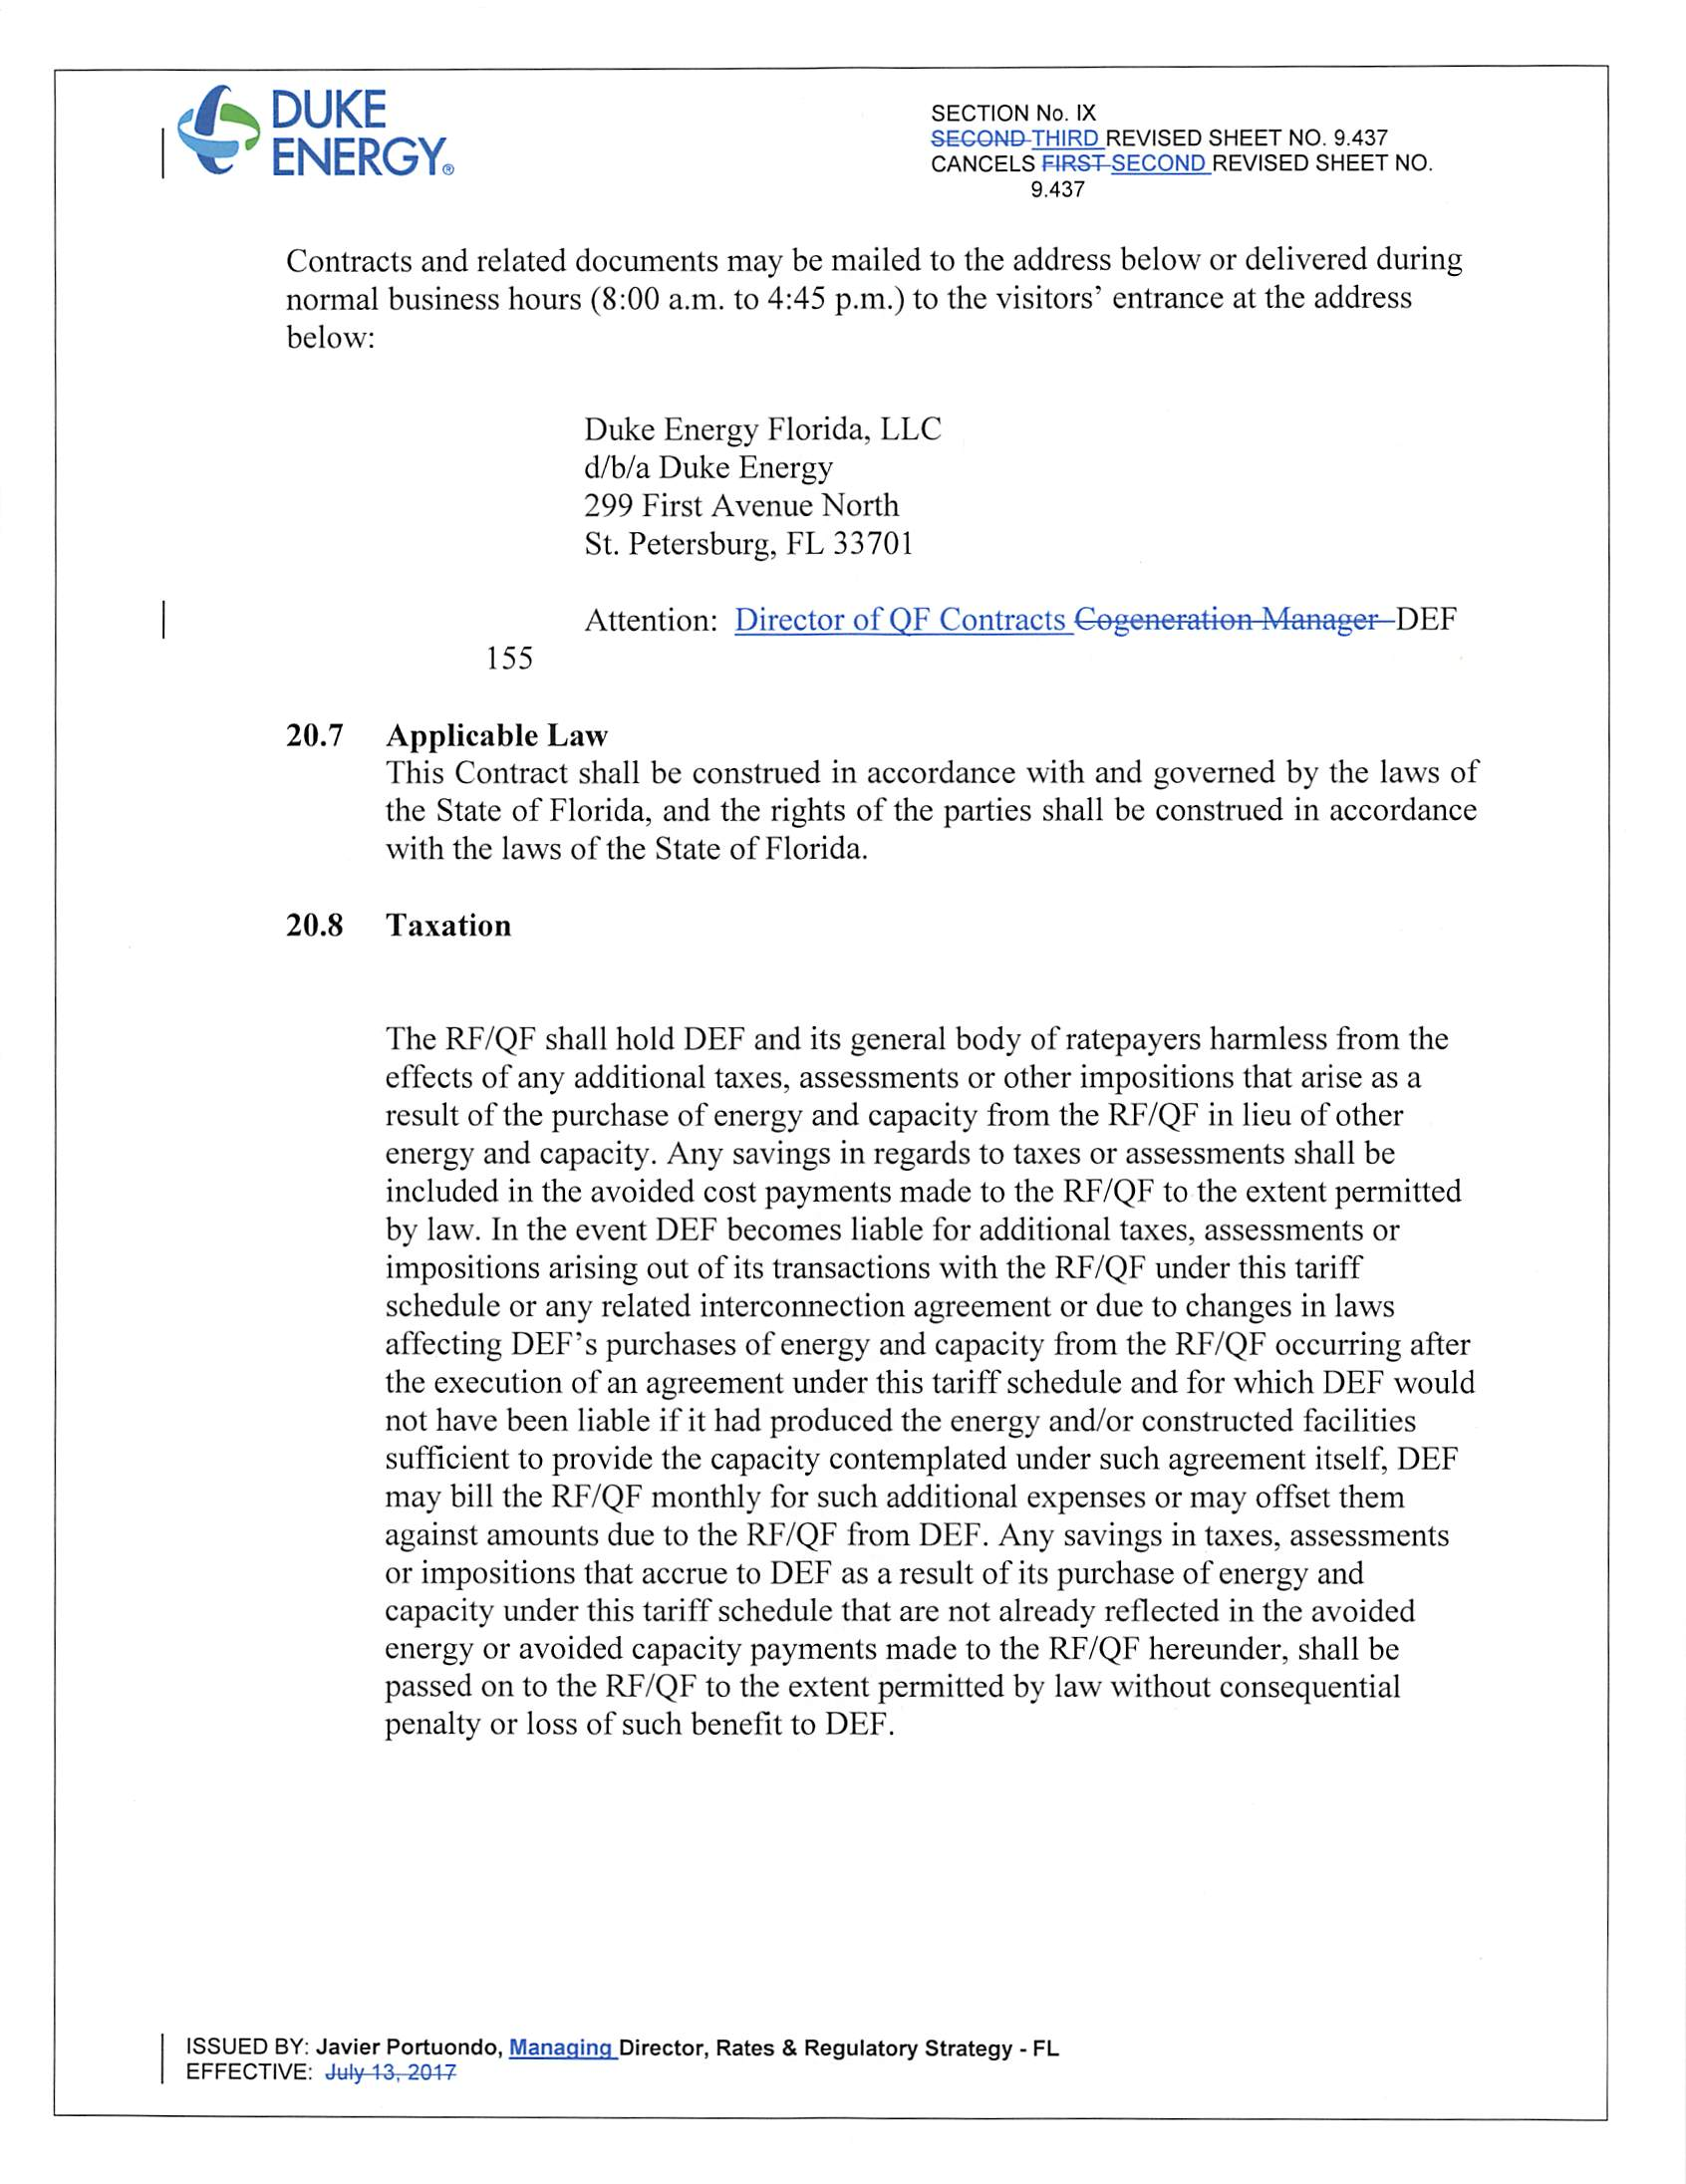 DUKE
ENERGY®
SECTION No. IX
SECOND THIRD REVISED SHEET NO. 9.437
CANCELS FIRST SECOND REVISED SHEET NO.
9.437
Contracts and related documents may be mailed to the address below or delivered during
normal business hours (8:00 a.m. to 4:45 p.m.) to the visitors’ entrance at the address
below:
Duke Energy Florida, LLC
d/b/a Duke Energy
299 First Avenue North
St. Petersburg, FL 33701
Attention: Director of QF Contracts Cogeneration Manager DEF
155
20.7 Applicable Law
This Contract shall be construed in accordance with and governed by the laws of
the State of Florida, and the rights of the parties shall be construed in accordance
with the laws of the State of Florida.
20.8 Taxation
The RF/QF shall hold DEF and its general body of ratepayers harmless from the
effects of any additional taxes, assessments or other impositions that arise as a
result of the purchase of energy and capacity from the RF/QF in lieu of other
energy and capacity. Any savings in regards to taxes or assessments shall be
included in the avoided cost payments made to the RF/QF to the extent permitted
by law. In the event DEF becomes liable for additional taxes, assessments or
impositions arising out of its transactions with the RF/QF under this tariff
schedule or any related interconnection agreement or due to changes in laws
affecting DEF’s purchases of energy and capacity from the RF/QF occurring after
the execution of an agreement under this tariff schedule and for which DEF would
not have been liable if it had produced the energy and/or constructed facilities
sufficient to provide the capacity contemplated under such agreement itself, DEF
may bill the RF/QF monthly for such additional expenses or may offset them
against amounts due to the RF/QF from DEF. Any savings in taxes, assessments
or impositions that accrue to DEF as a result of its purchase of energy and
capacity under this tariff schedule that are not already reflected in the avoided
energy or avoided capacity payments made to the RF/QF hereunder, shall be
passed on to the RF/QF to the extent permitted by law without consequential
penalty or loss of such benefit to DEF.
ISSUED BY: Javier Portuondo, Managing Director, Rates & Regulatory Strategy - FL
EFFECTIVE: July 13, 2017